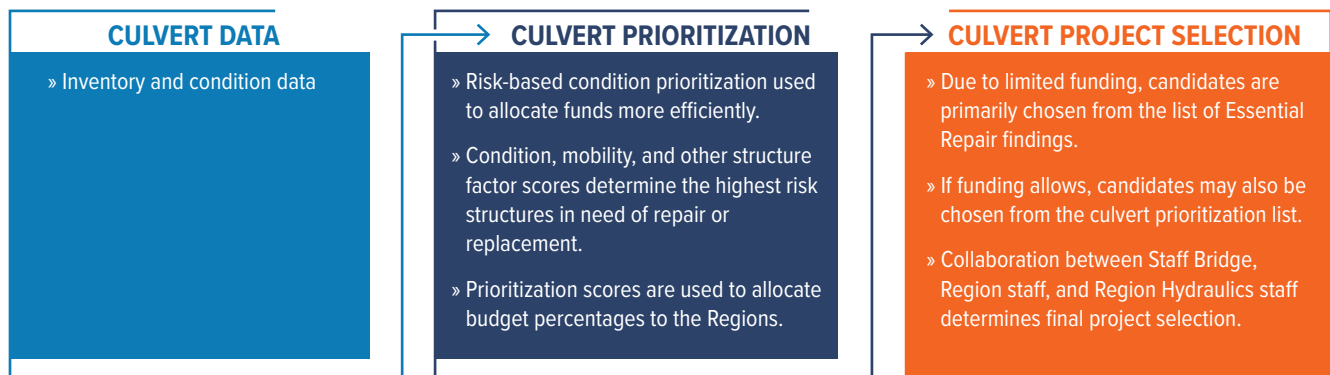 CULVERT DATA
» Inventory and condition data
CULVERT PRIORITIZATION
» Risk-based condition prioritization used
to allocate funds more efficiently.
» Condition, mobility, and other structure
factor scores determine the highest risk
structures in need of repair or
replacement.
» Prioritization scores are used to allocate
budget percentages to the Regions.
CULVERT PROJECT SELECTION
» Due to limited funding, candidates are
primarily chosen from the list of Essential
Repair findings.
» If funding allows, candidates may also be
chosen from the culvert prioritization list.
» Collaboration between Staff Bridge,
Region staff, and Region Hydraulics staff
determines final project selection.